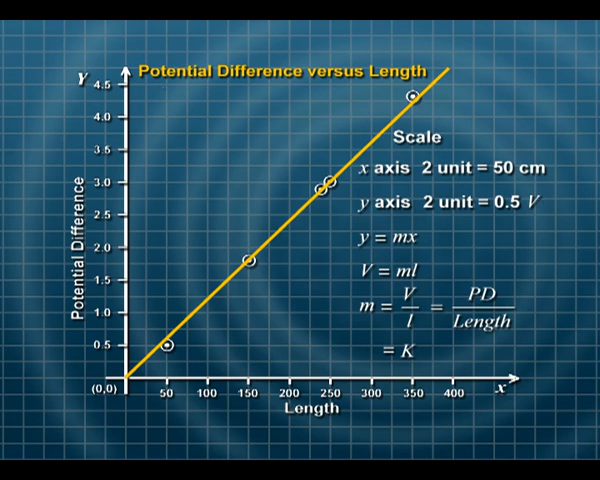 Potential Difference versus Length
Y
4.5
4.0
3.5
3.0
2.5
2.0
1.5
1.0
0.5
Potential Difference
Scale
x axis 2 unit = 50 cm
y axis 2 unit = 0.5 V
y = mx
V = ml
m = V/l = PD/Length
= K
(0,0)
50 100 150 200 250 300 350 400 x
Length